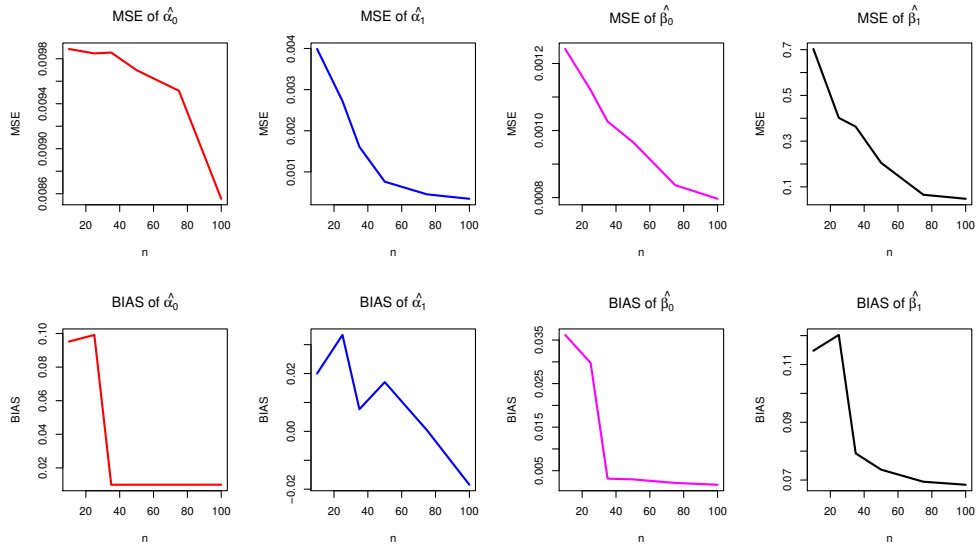 MSE of α̂₀
MSE
0.0086 0.0090 0.0094 0.0098
20 40 60 80 100
n
MSE of α̂₁
MSE
0.001 0.002 0.003 0.004
20 40 60 80 100
n
MSE of β̂₀
MSE
0.0008 0.0010 0.0012
20 40 60 80 100
n
MSE of β̂₁
MSE
0.1 0.3 0.5 0.7
20 40 60 80 100
n
BIAS of α̂₀
BIAS
0.02 0.04 0.06 0.08 0.10
20 40 60 80 100
n
BIAS of α̂₁
BIAS
-0.02 0.00 0.02
20 40 60 80 100
n
BIAS of β̂₀
BIAS
0.005 0.015 0.025 0.035
20 40 60 80 100
n
BIAS of β̂₁
BIAS
0.07 0.09 0.11
20 40 60 80 100
n